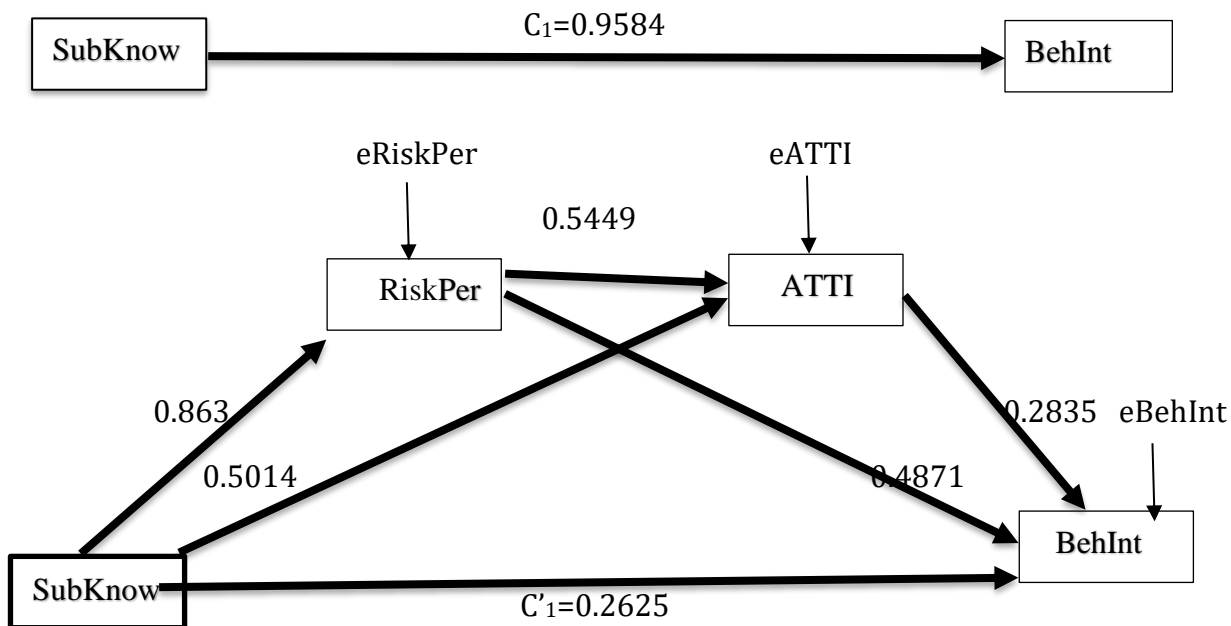 C₁=0.9584
SubKnow
BehInt
eRiskPer
eATTI
0.5449
RiskPer
ATTI
0.863
0.2835
eBehInt
0.5014
0.4871
BehInt
SubKnow
C’₁=0.2625